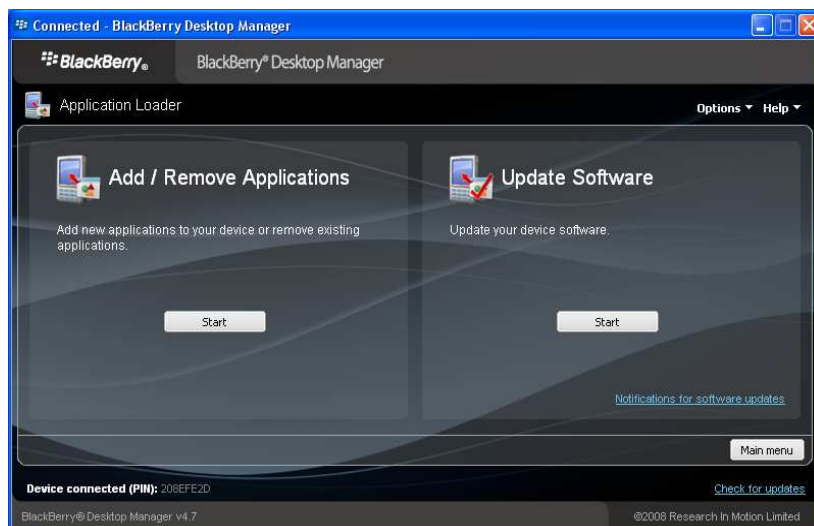 Connected - BlackBerry Desktop Manager
BlackBerry® BlackBerry® Desktop Manager
Application Loader
Options Help
Add / Remove Applications
Add new applications to your device or remove existing
applications.
Start
Update Software
Update your device software.
Start
Notifications for software updates
Main menu
Device connected (PIN): 208EFE2D
Check for updates
BlackBerry® Desktop Manager v4.7
©2008 Research In Motion Limited